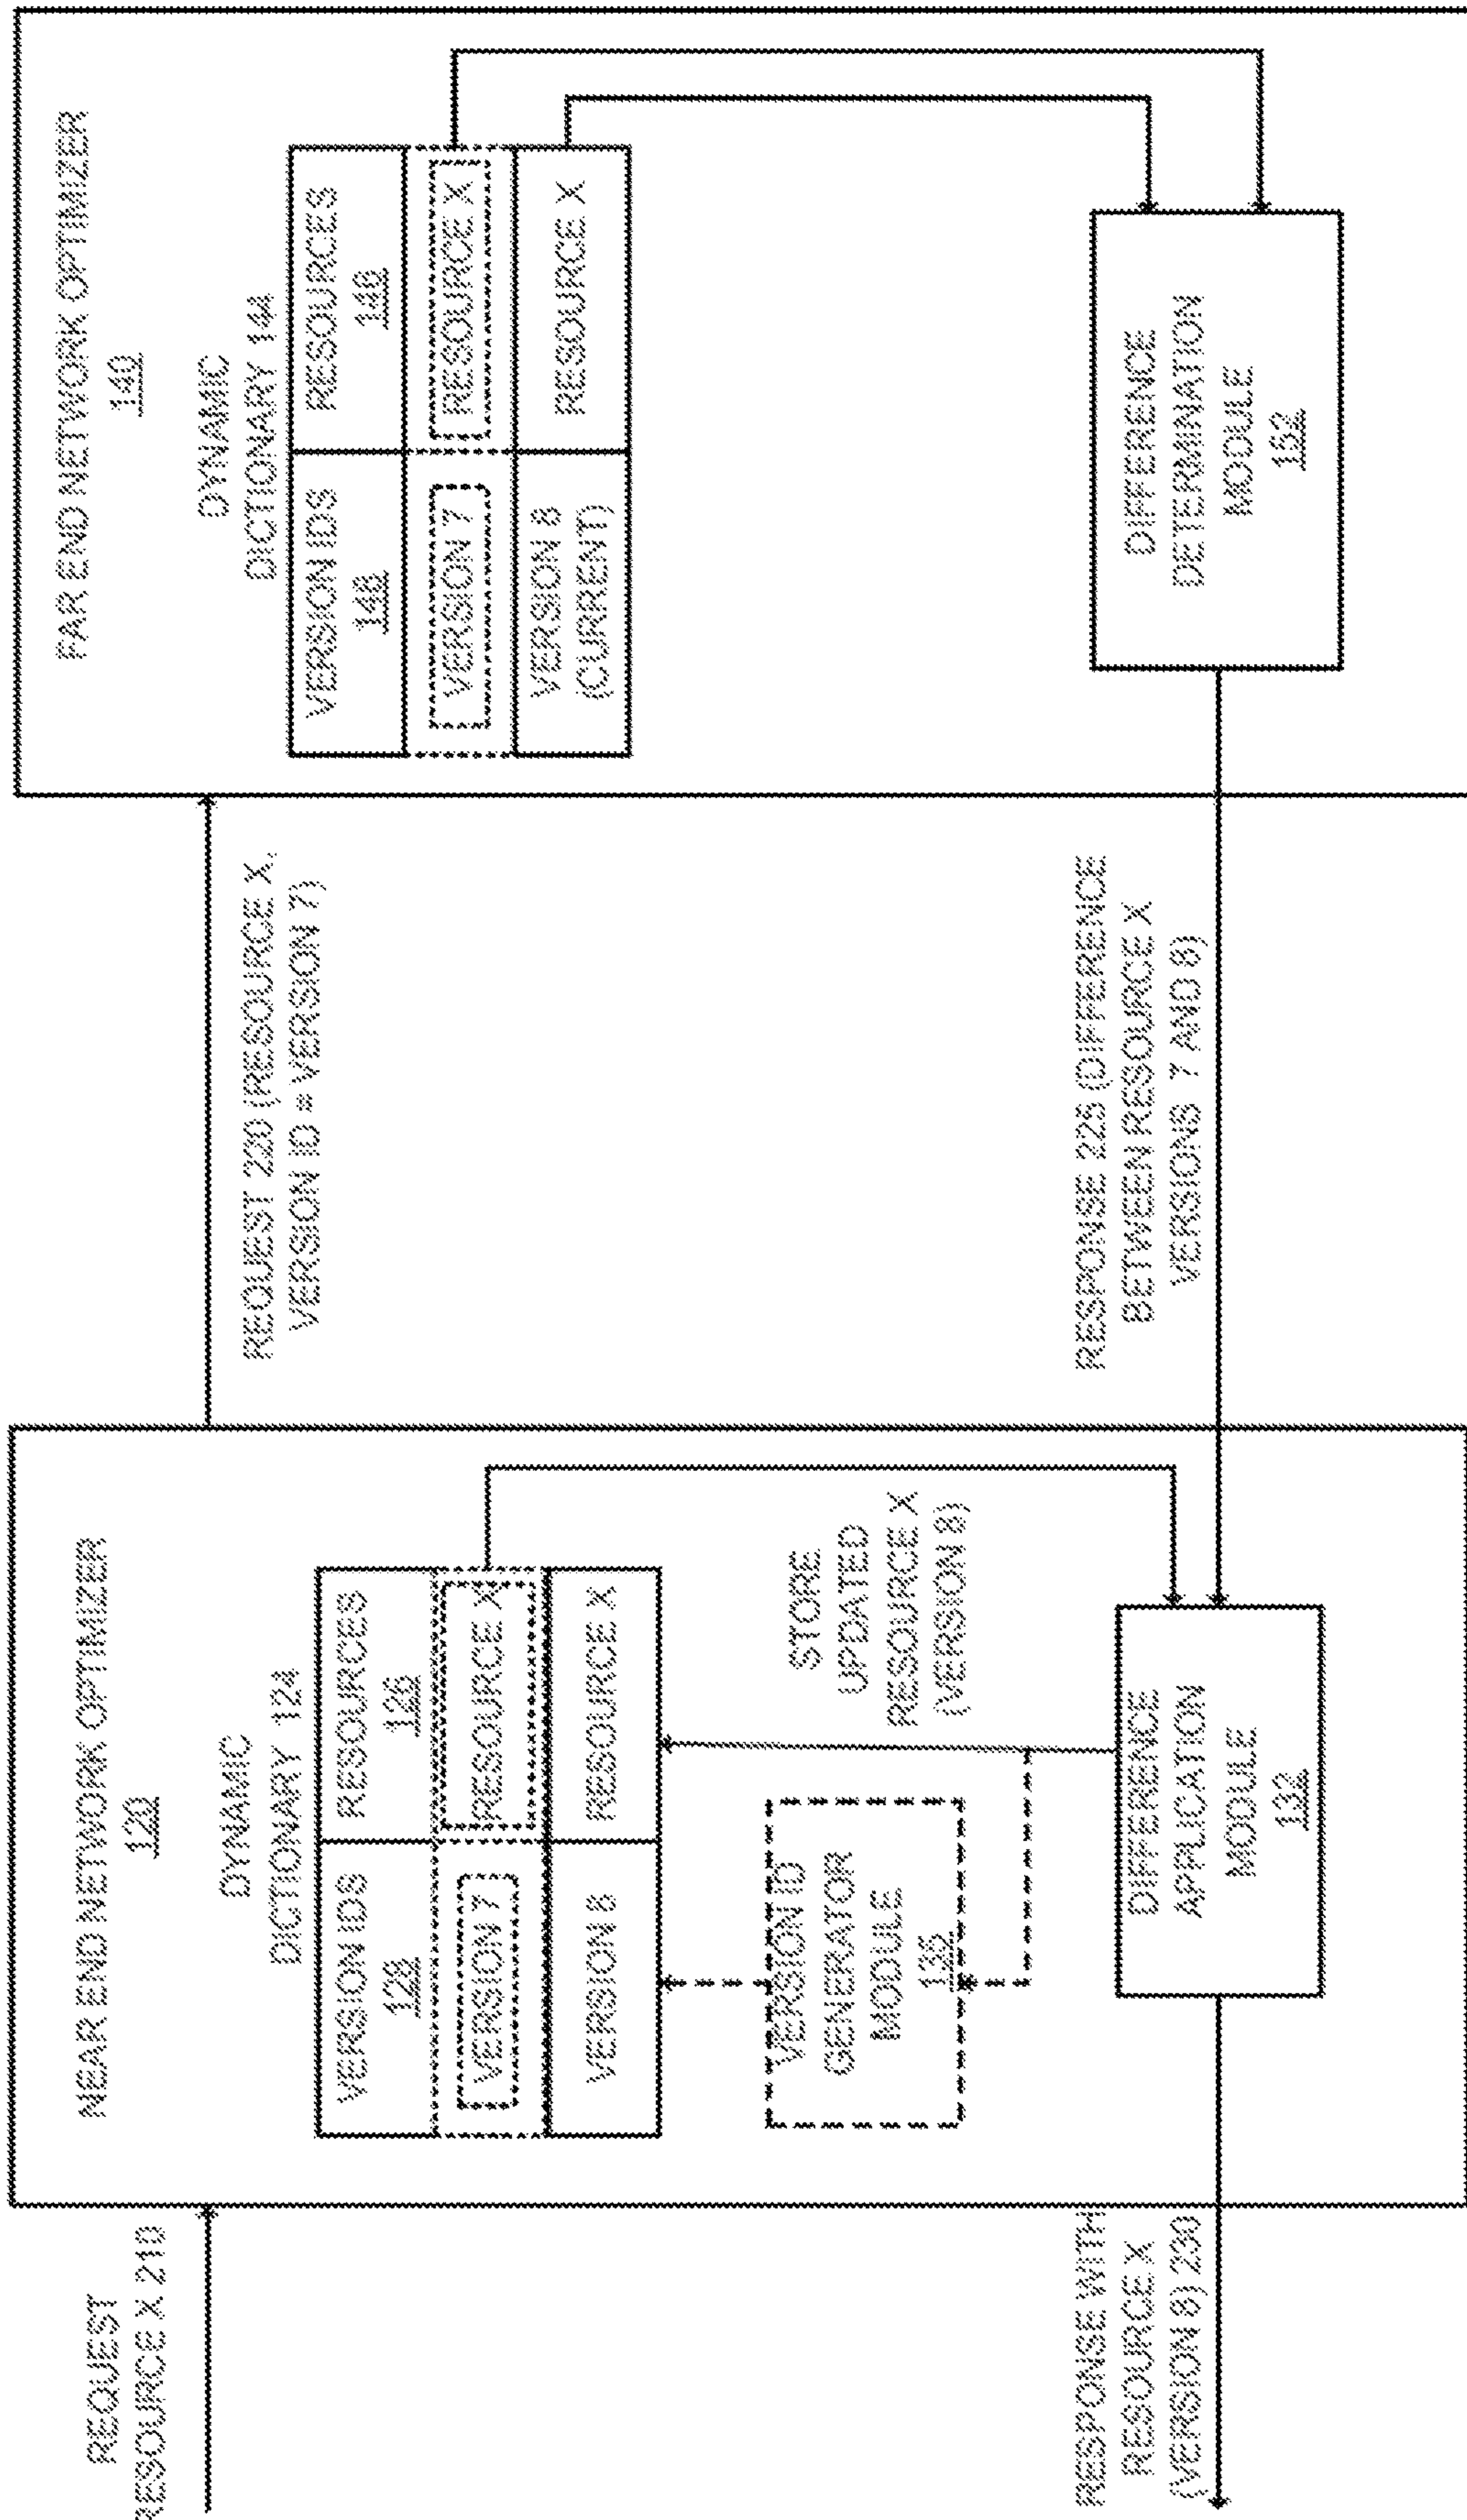 REQUEST
RESOURCE X 210
NEAR END NETWORK OPTIMIZER
120
DYNAMIC
DICTIONARY 124
VERSION IDS
128
RESOURCES
126
VERSION 7
RESOURCE X
VERSION 8
RESOURCE X
VERSION ID
GENERATOR
MODULE
135
STORE
UPDATED
RESOURCE X
(VERSION 8)
DIFFERENCE
APPLICATION
MODULE
132
RESPONSE WITH
RESOURCE X
(VERSION 8) 230
REQUEST 220 (RESOURCE X,
VERSION ID = VERSION 7)
RESPONSE 225 (DIFFERENCE
BETWEEN RESOURCE X
VERSIONS 7 AND 8)
FAR END NETWORK OPTIMIZER
140
DYNAMIC
DICTIONARY 144
VERSION IDS
148
RESOURCES
146
VERSION 7
RESOURCE X
VERSION 8
(CURRENT)
RESOURCE X
DIFFERENCE
DETERMINATION
MODULE
152